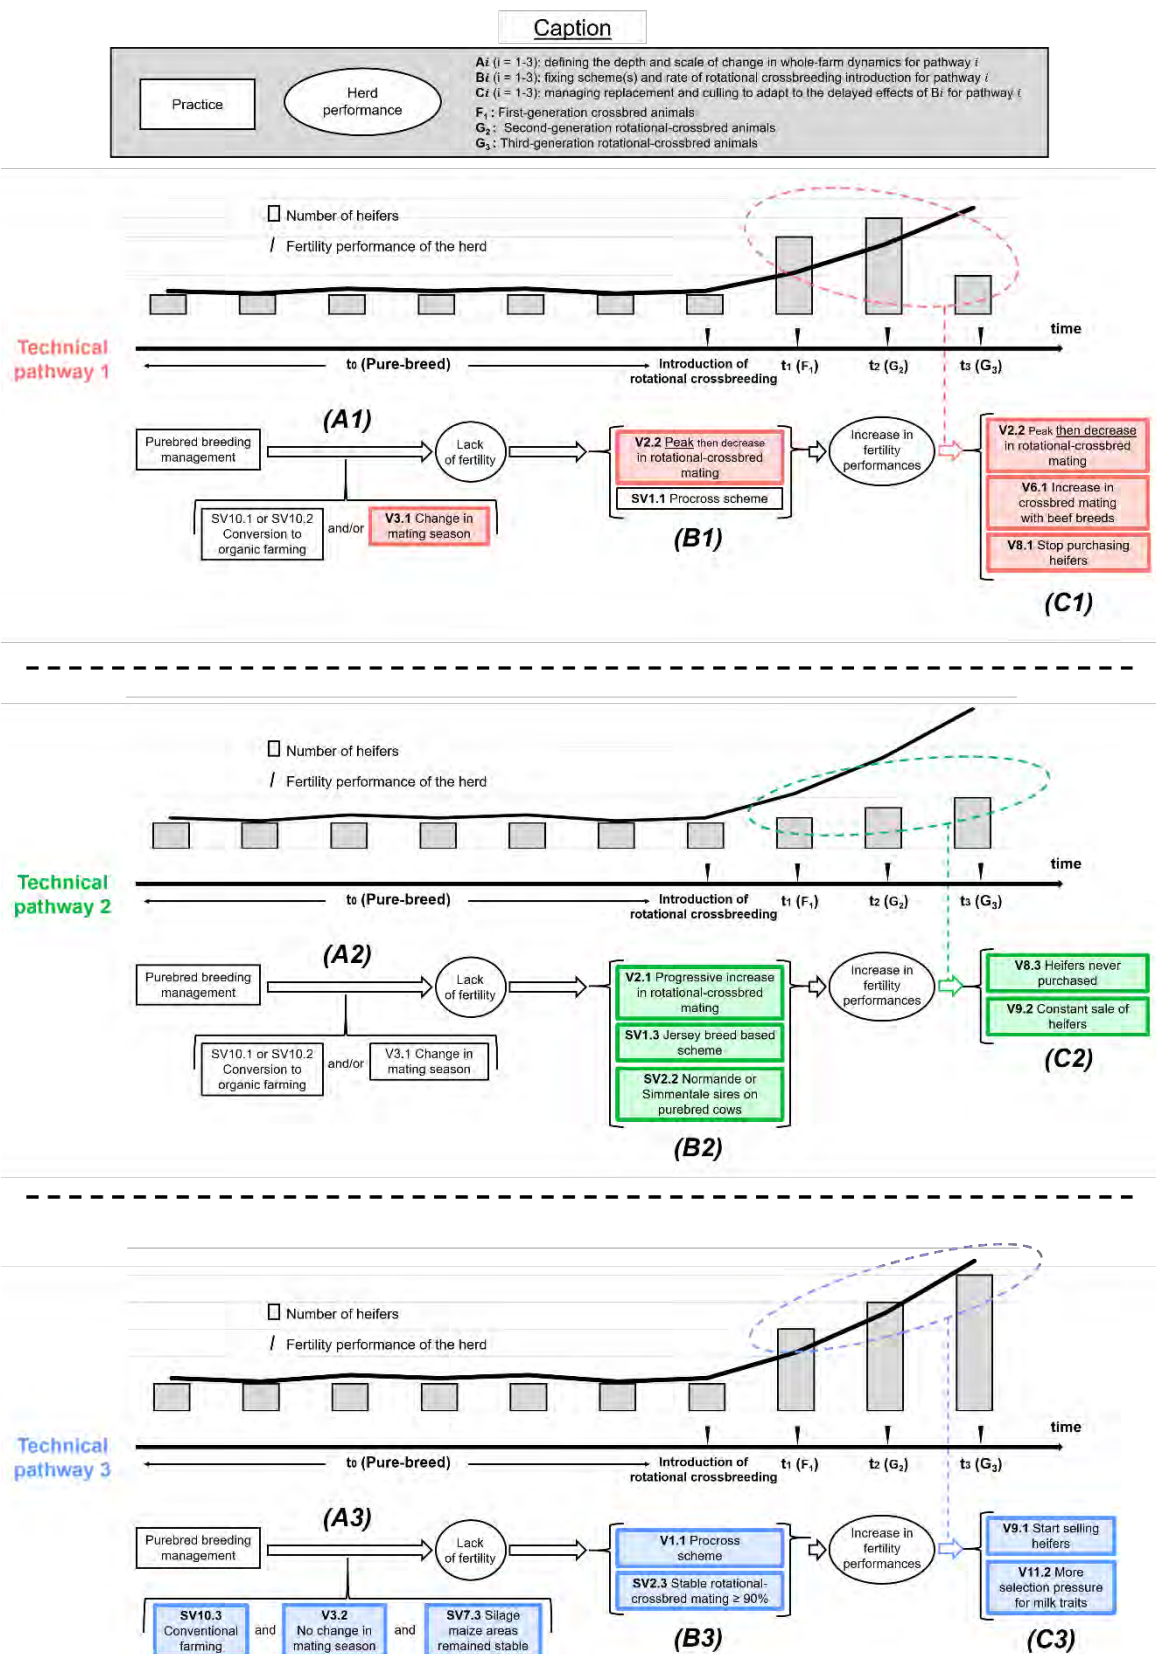 Caption
Practice
Herd
performance
Ai (i = 1-3): defining the depth and scale of change in whole-farm dynamics for pathway i
Bi (i = 1-3): fixing scheme(s) and rate of rotational crossbreeding introduction for pathway i
Ci (i = 1-3): managing replacement and culling to adapt to the delayed effects of Bi for pathway i
F1 : First-generation crossbred animals
G2 : Second-generation rotational-crossbred animals
G3 : Third-generation rotational-crossbred animals
Number of heifers
Fertility performance of the herd
Technical
pathway 1
time
t0 (Pure-breed)
Introduction of
rotational crossbreeding
t1 (F1)
t2 (G2)
t3 (G3)
(A1)
Purebred breeding
management
Lack
of fertility
SV10.1 or SV10.2
Conversion to
organic farming
and/or
V3.1 Change in
mating season
V2.2 Peak then decrease
in rotational-crossbred
mating
SV1.1 Procross scheme
(B1)
Increase in
fertility
performances
V2.2 Peak then decrease
in rotational-crossbred
mating
V6.1 Increase in
crossbred mating
with beef breeds
V8.1 Stop purchasing
heifers
(C1)
Number of heifers
Fertility performance of the herd
Technical
pathway 2
time
t0 (Pure-breed)
Introduction of
rotational crossbreeding
t1 (F1)
t2 (G2)
t3 (G3)
(A2)
Purebred breeding
management
Lack
of fertility
SV10.1 or SV10.2
Conversion to
organic farming
and/or
V3.1 Change in
mating season
V2.1 Progressive increase
in rotational-crossbred
mating
SV1.3 Jersey breed based
scheme
SV2.2 Normande or
Simmentale sires on
purebred cows
(B2)
Increase in
fertility
performances
V8.3 Heifers never
purchased
V9.2 Constant sale of
heifers
(C2)
Number of heifers
Fertility performance of the herd
Technical
pathway 3
time
t0 (Pure-breed)
Introduction of
rotational crossbreeding
t1 (F1)
t2 (G2)
t3 (G3)
(A3)
Purebred breeding
management
Lack
of fertility
SV10.3
Conventional
farming
and
V3.2
No change in
mating season
and
SV7.3 Silage
maize areas
remained stable
V1.1 Procross
scheme
SV2.3 Stable rotational-
crossbred mating ≥ 90%
(B3)
Increase in
fertility
performances
V9.1 Start selling
heifers
V11.2 More
selection pressure
for milk traits
(C3)